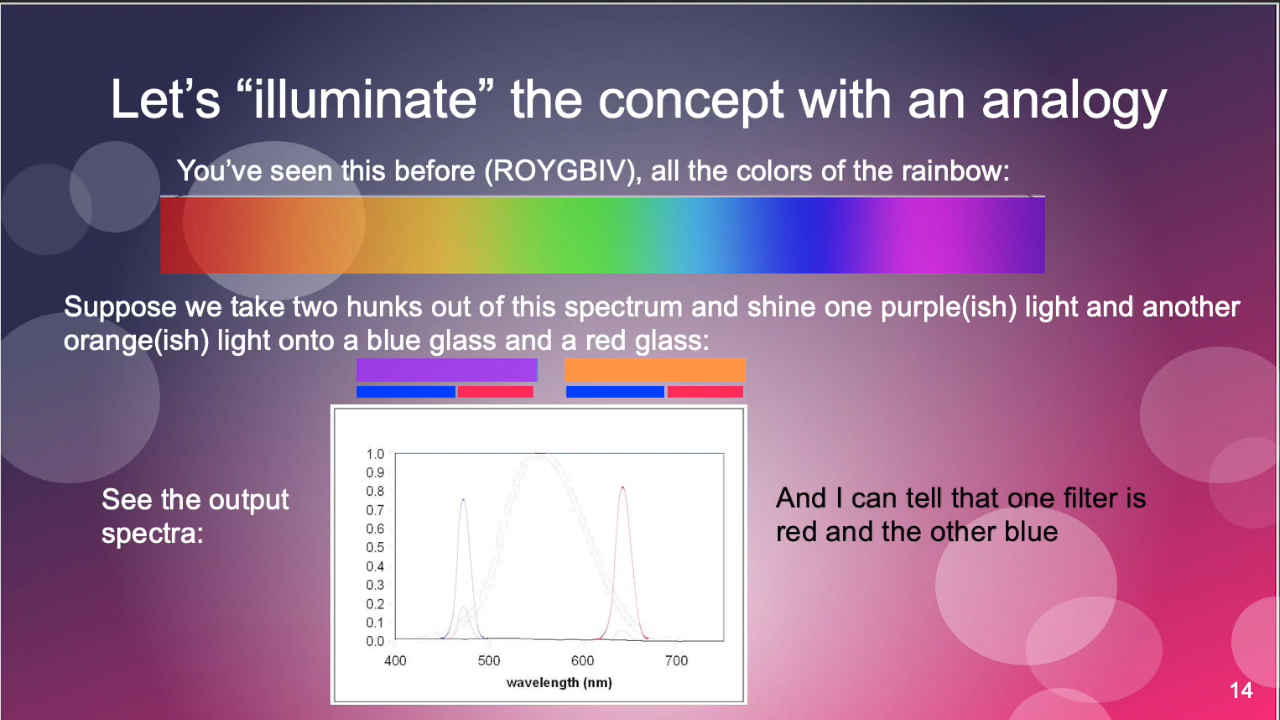 Let’s “illuminate” the concept with an analogy
You’ve seen this before (ROYGBIV), all the colors of the rainbow:
Suppose we take two hunks out of this spectrum and shine one purple(ish) light and another
orange(ish) light onto a blue glass and a red glass:
See the output
spectra:
1.0
0.9
0.8
0.7
0.6
0.5
0.4
0.3
0.2
0.1
0.0
400 500 600 700
wavelength (nm)
And I can tell that one filter is
red and the other blue
14